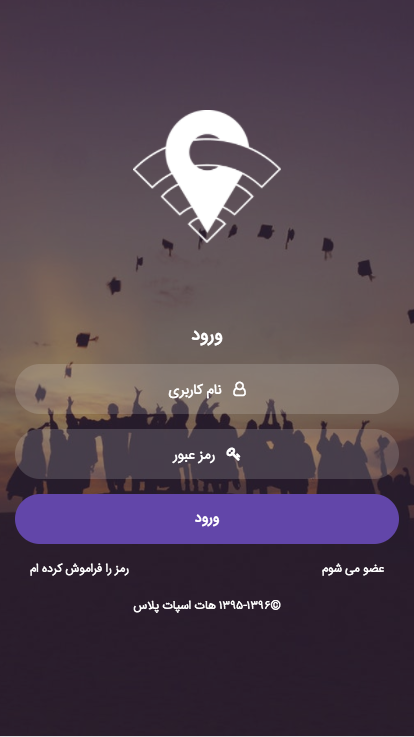 ورود
نام کاربری
رمز عبور
ورود
عضو می شوم
رمز را فراموش کرده ام
©۱۳۹۵-۱۳۹۶ هات اسپات پلاس